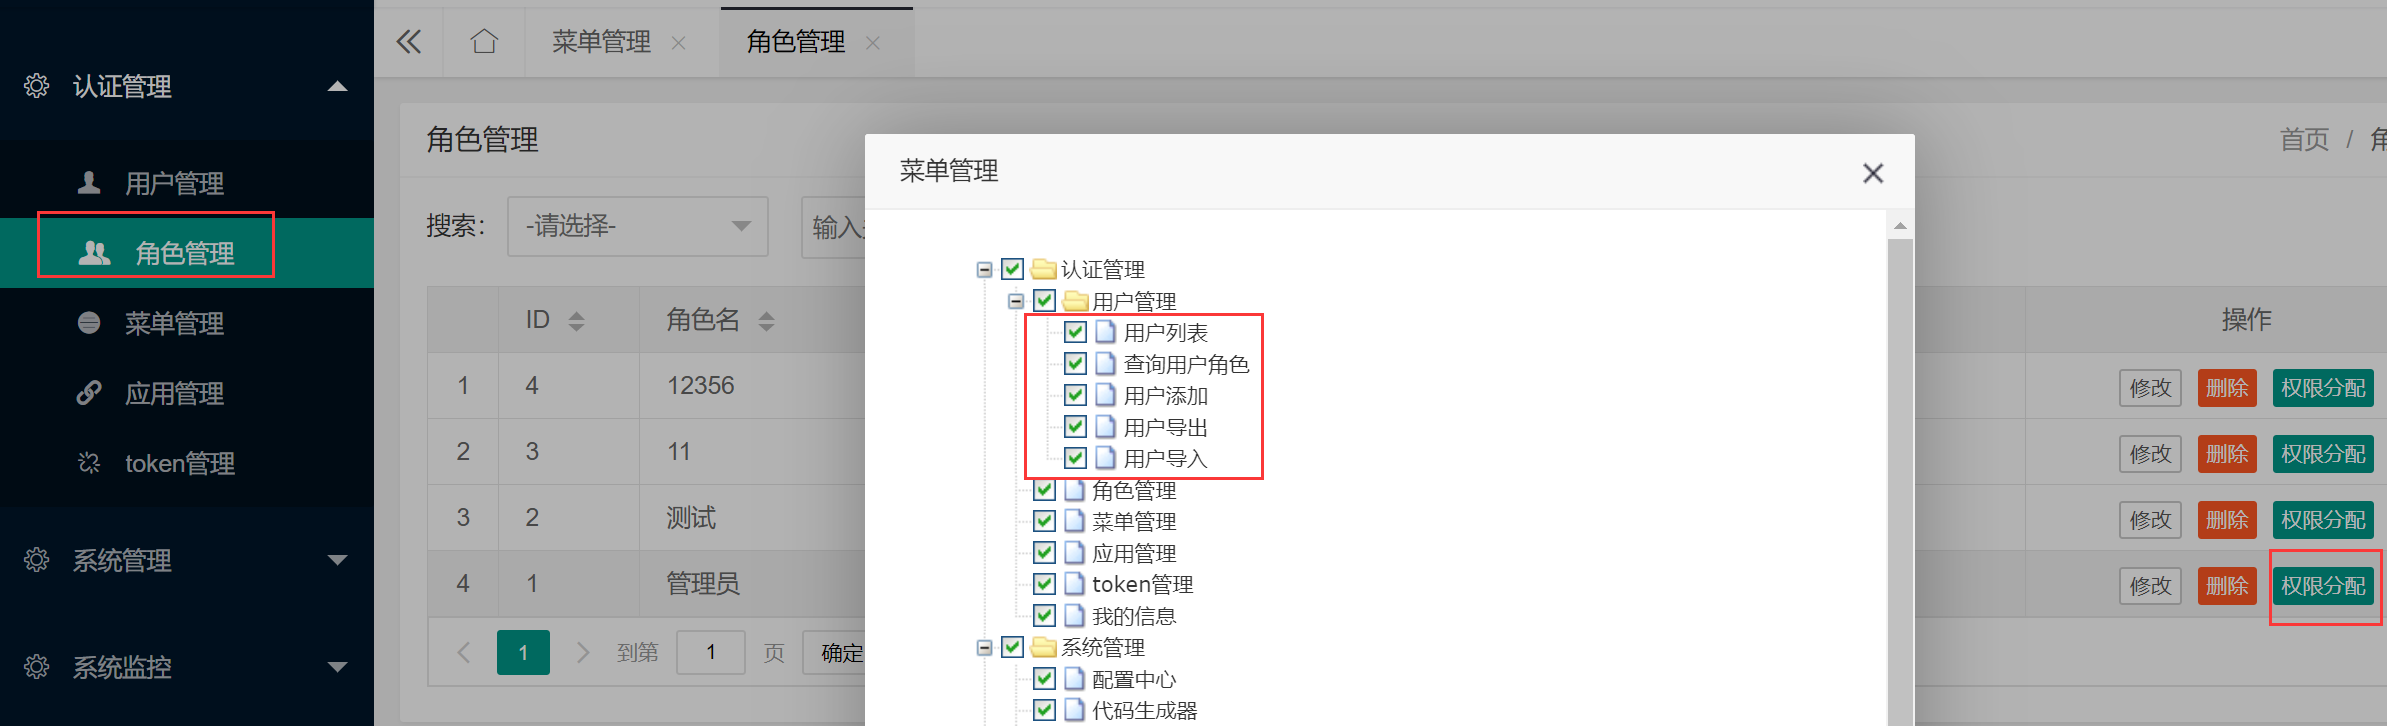 认证管理
用户管理
角色管理
菜单管理
应用管理
token管理
系统管理
系统监控
菜单管理
角色管理
角色管理
首页 /
搜索：
-请选择-
输入
ID
角色名
操作
1 4 12356 修改 删除 权限分配
2 3 11 修改 删除 权限分配
3 2 测试 修改 删除 权限分配
4 1 管理员 修改 删除 权限分配
1 到第 1 页 确定
菜单管理
认证管理
用户管理
用户列表
查询用户角色
用户添加
用户导出
用户导入
角色管理
菜单管理
应用管理
token管理
我的信息
系统管理
配置中心
代码生成器